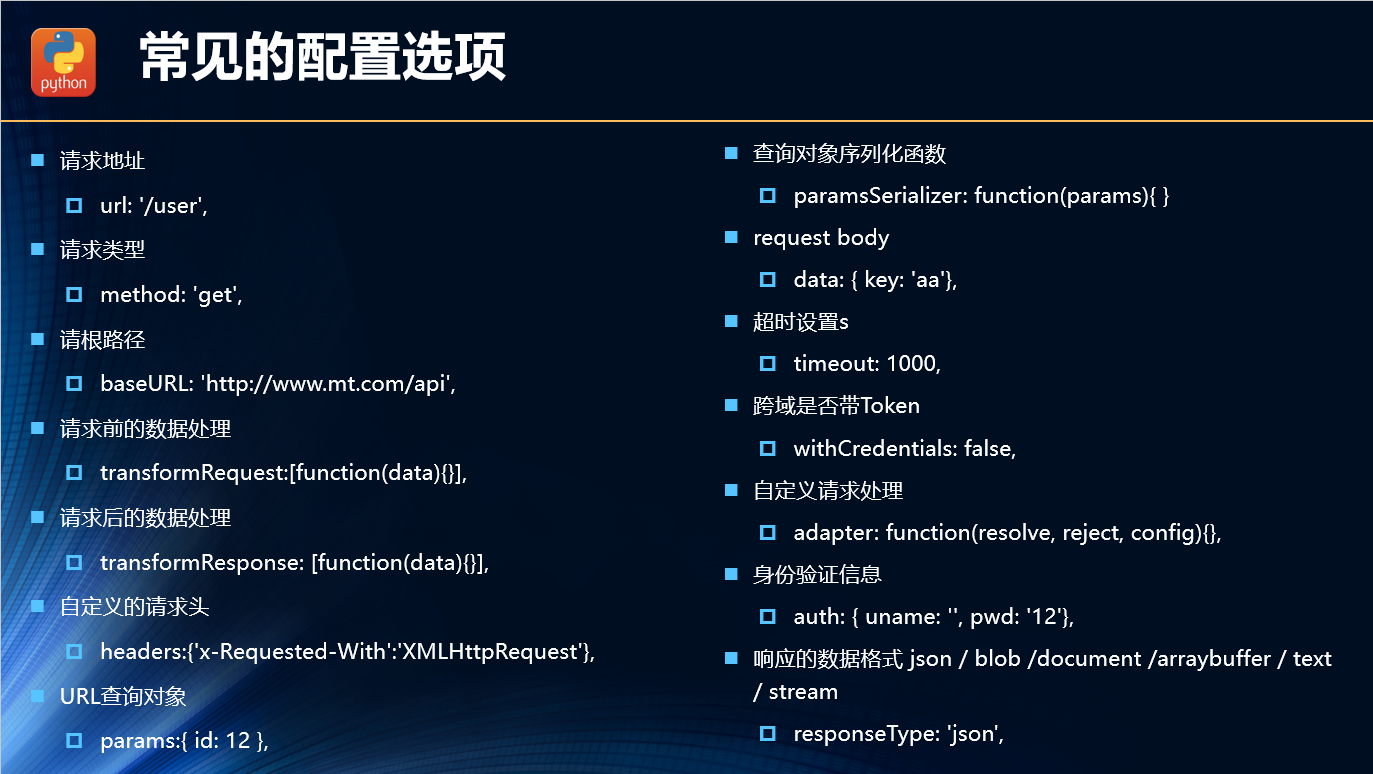 python
常见的配置选项
请求地址
url: '/user',
请求类型
method: 'get',
请根路径
baseURL: 'http://www.mt.com/api',
请求前的数据处理
transformRequest:[function(data){}],
请求后的数据处理
transformResponse: [function(data){}],
自定义的请求头
headers:{'x-Requested-With':'XMLHttpRequest'},
URL查询对象
params:{ id: 12 },
查询对象序列化函数
paramsSerializer: function(params){ }
request body
data: { key: 'aa'},
超时设置s
timeout: 1000,
跨域是否带Token
withCredentials: false,
自定义请求处理
adapter: function(resolve, reject, config){},
身份验证信息
auth: { uname: '', pwd: '12'},
响应的数据格式 json / blob /document /arraybuffer / text
/ stream
responseType: 'json',